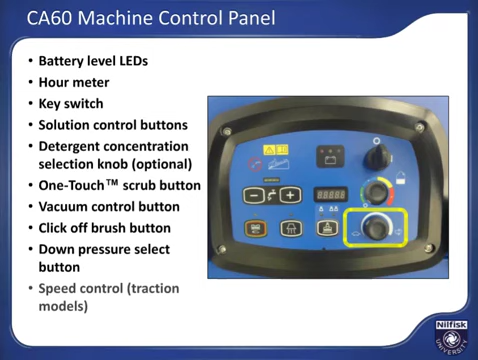 CA60 Machine Control Panel
• Battery level LEDs
• Hour meter
• Key switch
• Solution control buttons
• Detergent concentration
selection knob (optional)
• One-Touch™ scrub button
• Vacuum control button
• Click off brush button
• Down pressure select
button
• Speed control (traction
models)
Nilfisk
UNIVERSITY